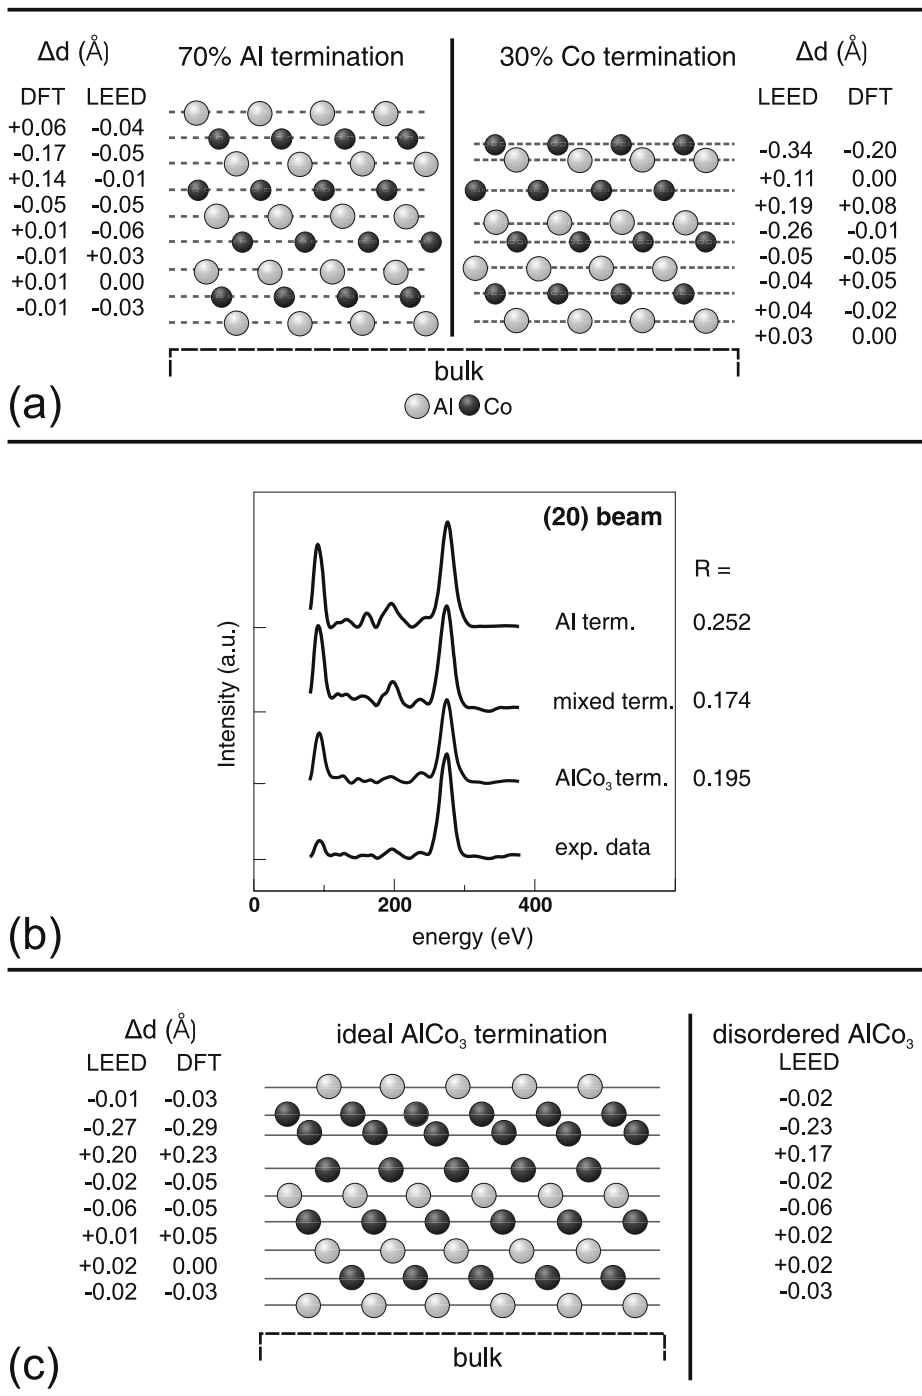 Δd (Å) 70% Al termination 30% Co termination Δd (Å)
DFT LEED LEED DFT
+0.06 -0.04
-0.17 -0.05 -0.34 -0.20
+0.14 -0.01 +0.11 0.00
-0.05 -0.05 +0.19 +0.08
+0.01 -0.06 -0.26 -0.01
-0.01 +0.03 -0.05 -0.05
+0.01 0.00 -0.04 +0.05
-0.01 -0.03 +0.04 -0.02
+0.03 0.00
bulk
(a)
Al Co
(20) beam
R =
Al term. 0.252
mixed term. 0.174
AlCo₃ term. 0.195
exp. data
Intensity (a.u.)
0 200 400
energy (eV)
(b)
Δd (Å) ideal AlCo₃ termination disordered AlCo₃
LEED DFT LEED
-0.01 -0.03 -0.02
-0.27 -0.29 -0.23
+0.20 +0.23 +0.17
-0.02 -0.05 -0.02
-0.06 -0.05 -0.06
+0.01 +0.05 +0.02
+0.02 0.00 +0.02
-0.02 -0.03 -0.03
bulk
(c)